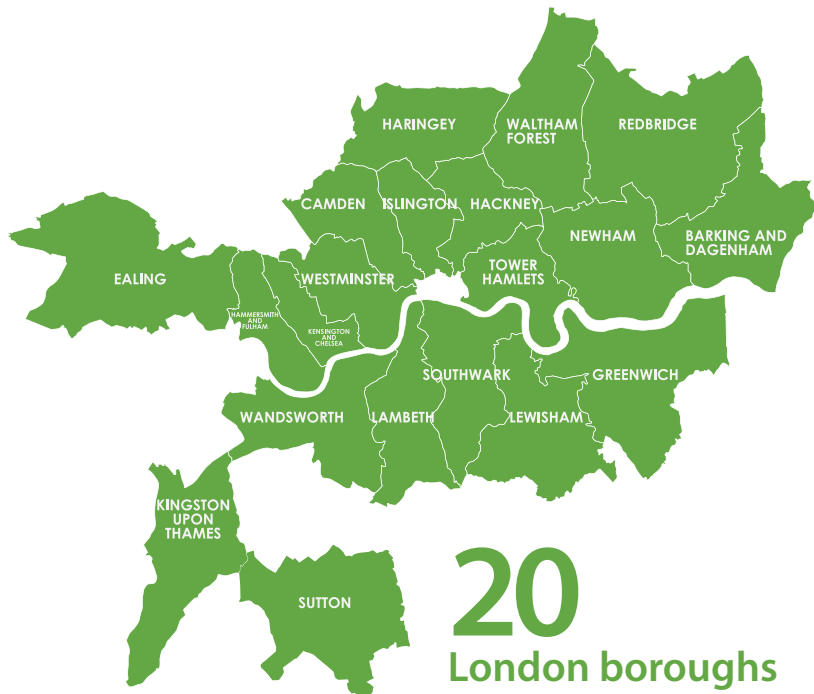 HARINGEY
WALTHAM
FOREST
REDBRIDGE
CAMDEN
ISLINGTON
HACKNEY
NEWHAM
BARKING AND
DAGENHAM
EALING
WESTMINSTER
TOWER
HAMLETS
HAMMERSMITH
AND
FULHAM
KENSINGTON
AND
CHELSEA
SOUTHWARK
GREENWICH
WANDSWORTH
LAMBETH
LEWISHAM
KINGSTON
UPON
THAMES
SUTTON
20
London boroughs